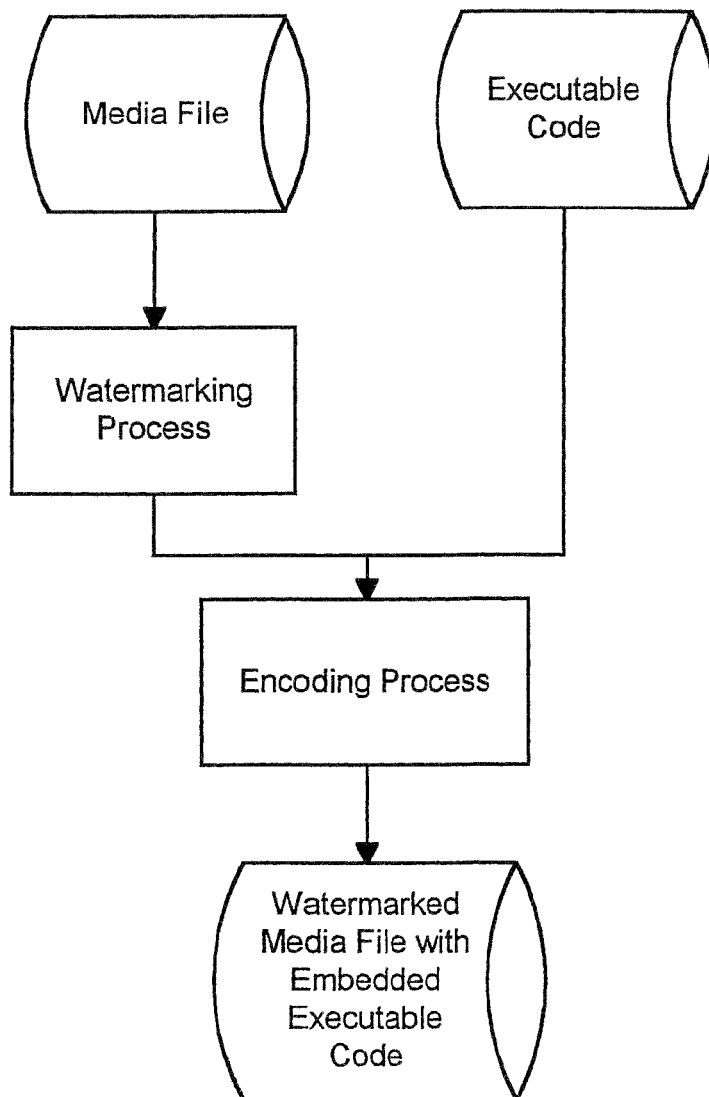 Media File
Executable
Code
Watermarking
Process
Encoding Process
Watermarked
Media File with
Embedded
Executable
Code